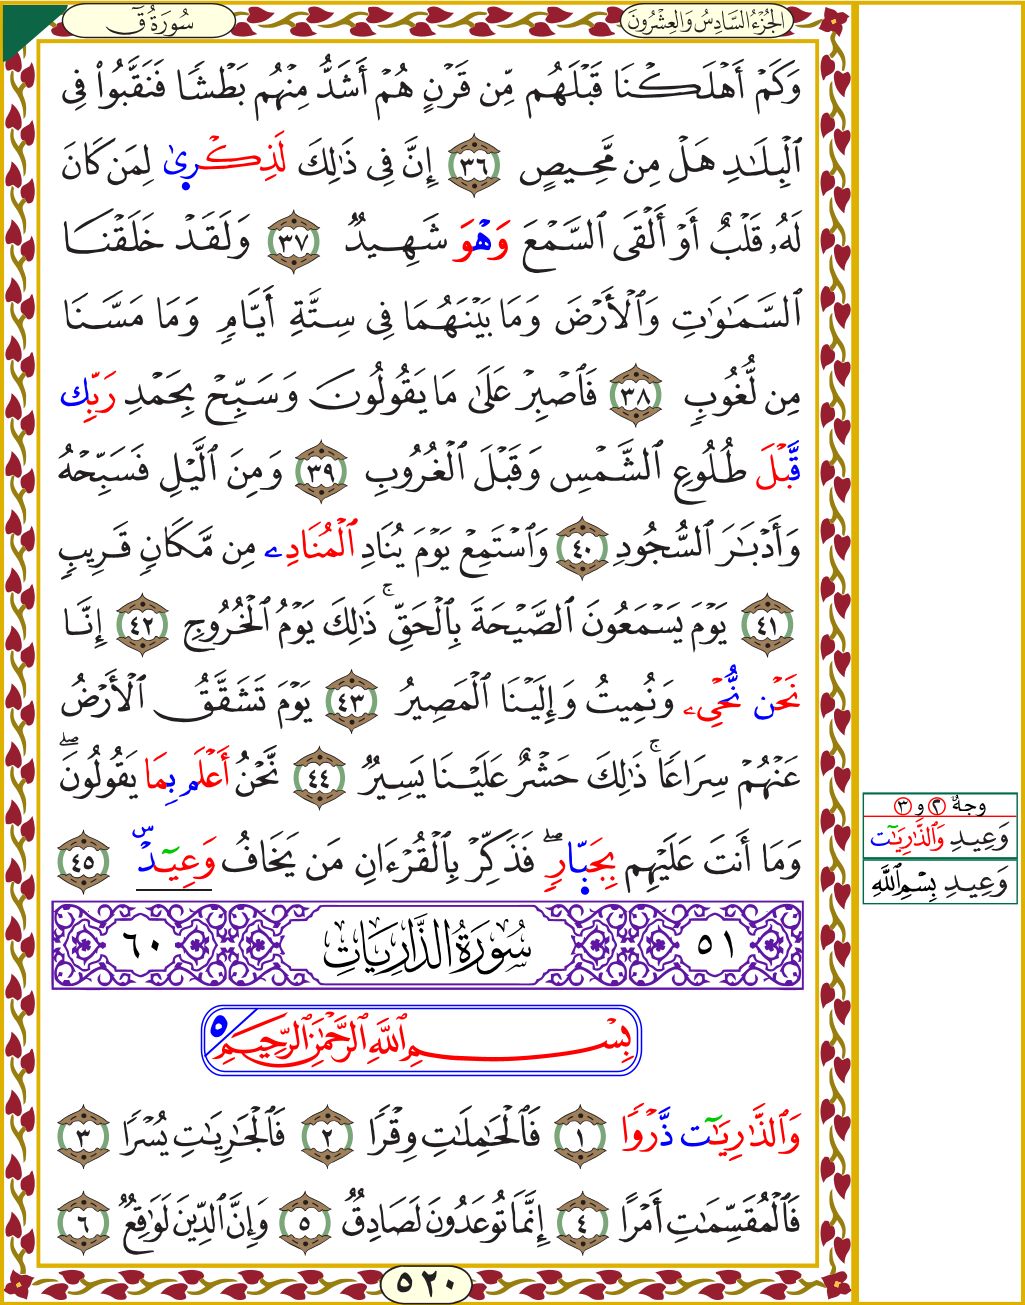 الجُزْءُ السَّادِسُ وَالعِشْرُونَ
سُورَةُ قٓ
وَكَمۡ أَهۡلَكۡنَا قَبۡلَهُم مِّن قَرۡنٍ هُمۡ أَشَدُّ مِنۡهُم بَطۡشٗا فَنَقَّبُواْ فِي
ٱلۡبِلَٰدِ هَلۡ مِن مَّحِيصٍ ٣٦ إِنَّ فِي ذَٰلِكَ لَذِكۡرِىٰ لِمَن كَانَ
لَهُۥ قَلۡبٌ أَوۡ أَلۡقَى ٱلسَّمۡعَ وَهۡوَ شَهِيدٞ ٣٧ وَلَقَدۡ خَلَقۡنَا
ٱلسَّمَٰوَٰتِ وَٱلۡأَرۡضَ وَمَا بَيۡنَهُمَا فِي سِتَّةِ أَيَّامٖ وَمَا مَسَّنَا
مِن لُّغُوبٖ ٣٨ فَٱصۡبِرۡ عَلَىٰ مَا يَقُولُونَ وَسَبِّحۡ بِحَمۡدِ رَبِّك
قَّبۡلَ طُلُوعِ ٱلشَّمۡسِ وَقَبۡلَ ٱلۡغُرُوبِ ٣٩ وَمِنَ ٱلَّيۡلِ فَسَبِّحۡهُ
وَأَدۡبَٰرَ ٱلسُّجُودِ ٤٠ وَٱسۡتَمِعۡ يَوۡمَ يُنَادِ ٱلۡمُنَادِۦ مِن مَّكَانٖ قَرِيبٖ
٤١ يَوۡمَ يَسۡمَعُونَ ٱلصَّيۡحَةَ بِٱلۡحَقِّۚ ذَٰلِكَ يَوۡمُ ٱلۡخُرُوجِ ٤٢ إِنَّا
نَحۡن نُّحۡيِۦ وَنُمِيتُ وَإِلَيۡنَا ٱلۡمَصِيرُ ٤٣ يَوۡمَ تَشَقَّقُ ٱلۡأَرۡضُ
عَنۡهُمۡ سِرَاعٗاۚ ذَٰلِكَ حَشۡرٌ عَلَيۡنَا يَسِيرٞ ٤٤ نَّحۡنُ أَعۡلَم بِمَا يَقُولُونَۖ
وَمَا أَنتَ عَلَيۡهِم بِجَبّ۪ارٖۖ فَذَكِّرۡ بِٱلۡقُرۡءَانِ مَن يَخَافُ وَعِيدِ س ٤٥
٥١ سُورَةُ الذَّارِيَاتِ ٦٠
بِسۡمِ ٱللَّهِ ٱلرَّحۡمَٰنِ ٱلرَّحِيمِ ٥
وَٱلذَّٰرِيَٰت ذَّرۡوٗا ١ فَٱلۡحَٰمِلَٰتِ وِقۡرٗا ٢ فَٱلۡجَٰرِيَٰتِ يُسۡرٗا ٣
فَٱلۡمُقَسِّمَٰتِ أَمۡرًا ٤ إِنَّمَا تُوعَدُونَ لَصَادِقٞ ٥ وَإِنَّ ٱلدِّينَ لَوَٰقِعٞ ٦
٥٢٠
وجهٌ ٢ و ٣
وَعِيدِ وَٱلذَّٰرِيَٰت
وَعِيدِ بِسۡمِ ٱللَّهِ